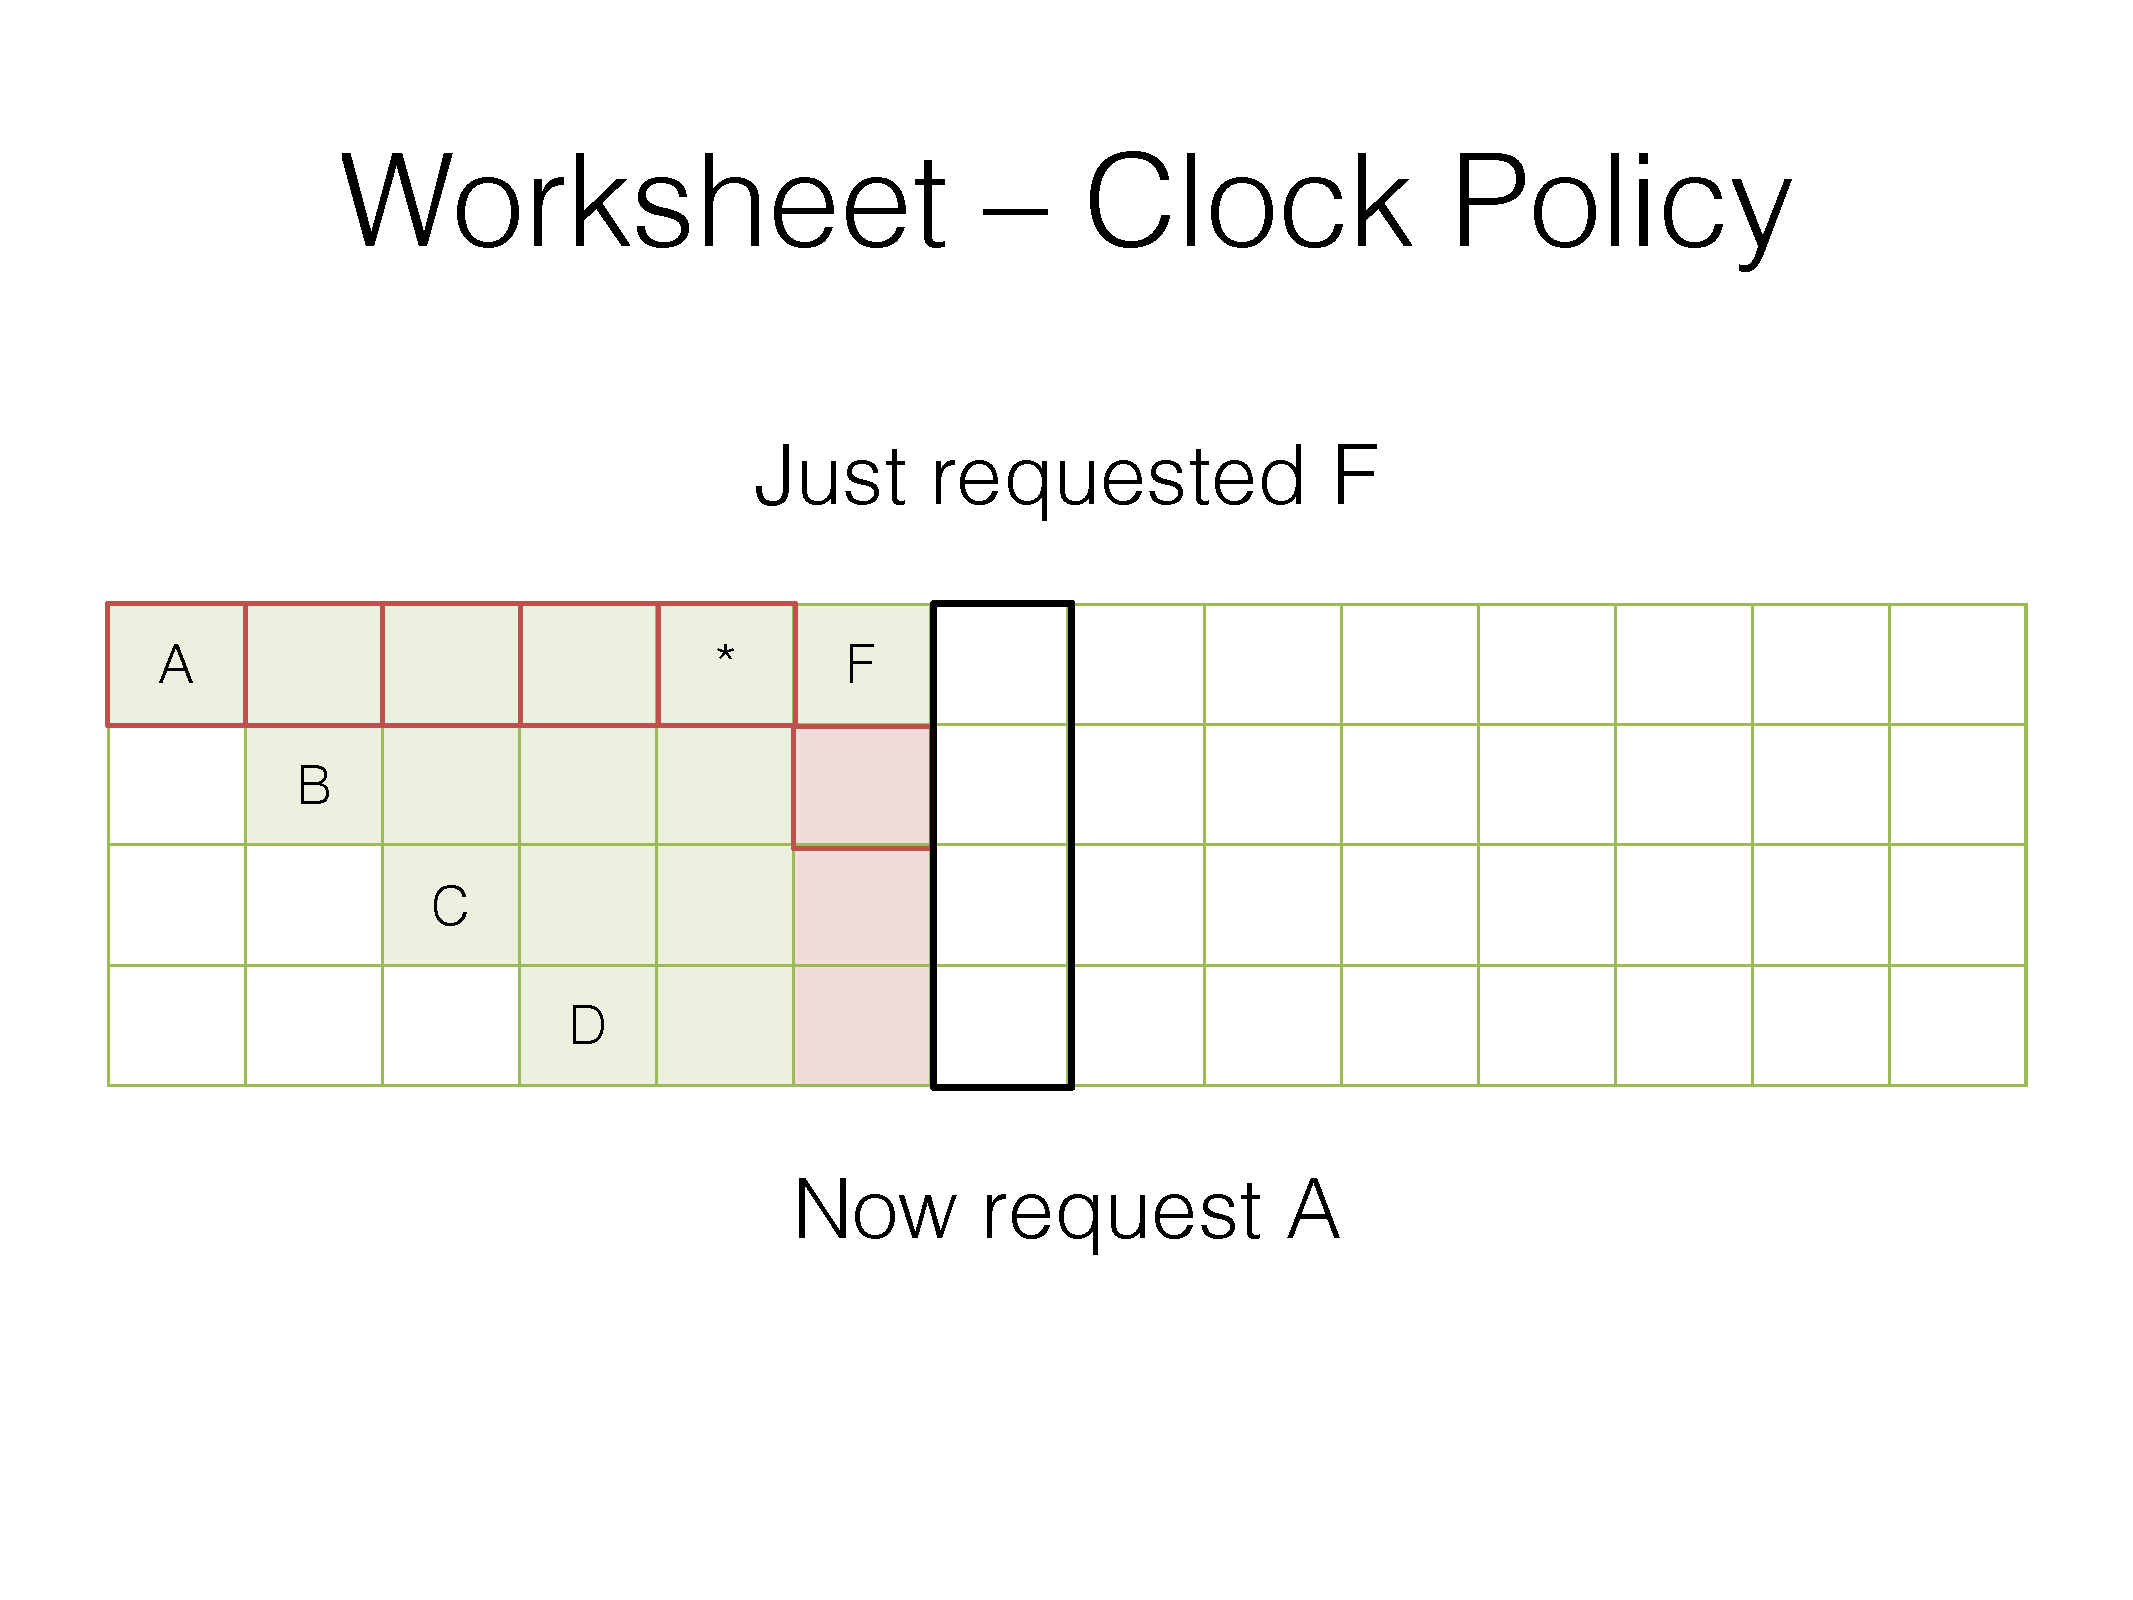 Worksheet – Clock Policy
Just requested F
A * F
B
C
D
Now request A